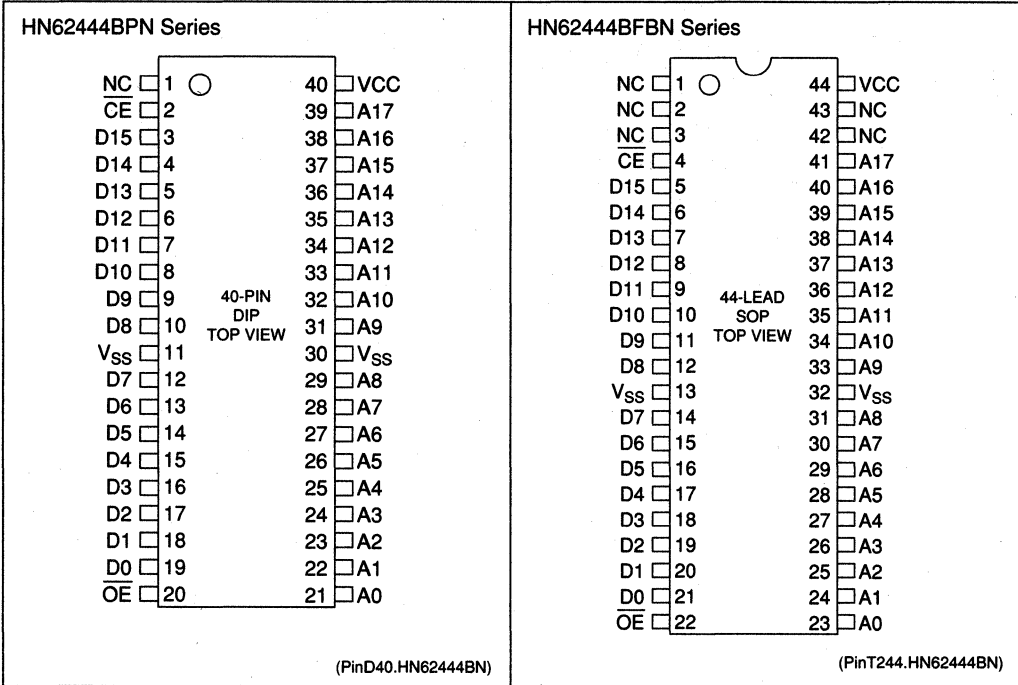 HN62444BPN Series
NC 1 40 VCC
CE 2 39 A17
D15 3 38 A16
D14 4 37 A15
D13 5 36 A14
D12 6 35 A13
D11 7 34 A12
D10 8 33 A11
D9 9 32 A10
D8 10 31 A9
VSS 11 30 VSS
D7 12 29 A8
D6 13 28 A7
D5 14 27 A6
D4 15 26 A5
D3 16 25 A4
D2 17 24 A3
D1 18 23 A2
D0 19 22 A1
OE 20 21 A0
40-PIN
DIP
TOP VIEW
(PinD40.HN62444BN)
HN62444BFBN Series
NC 1 44 VCC
NC 2 43 NC
NC 3 42 NC
CE 4 41 A17
D15 5 40 A16
D14 6 39 A15
D13 7 38 A14
D12 8 37 A13
D11 9 36 A12
D10 10 35 A11
D9 11 34 A10
D8 12 33 A9
VSS 13 32 VSS
D7 14 31 A8
D6 15 30 A7
D5 16 29 A6
D4 17 28 A5
D3 18 27 A4
D2 19 26 A3
D1 20 25 A2
D0 21 24 A1
OE 22 23 A0
44-LEAD
SOP
TOP VIEW
(PinT244.HN62444BN)